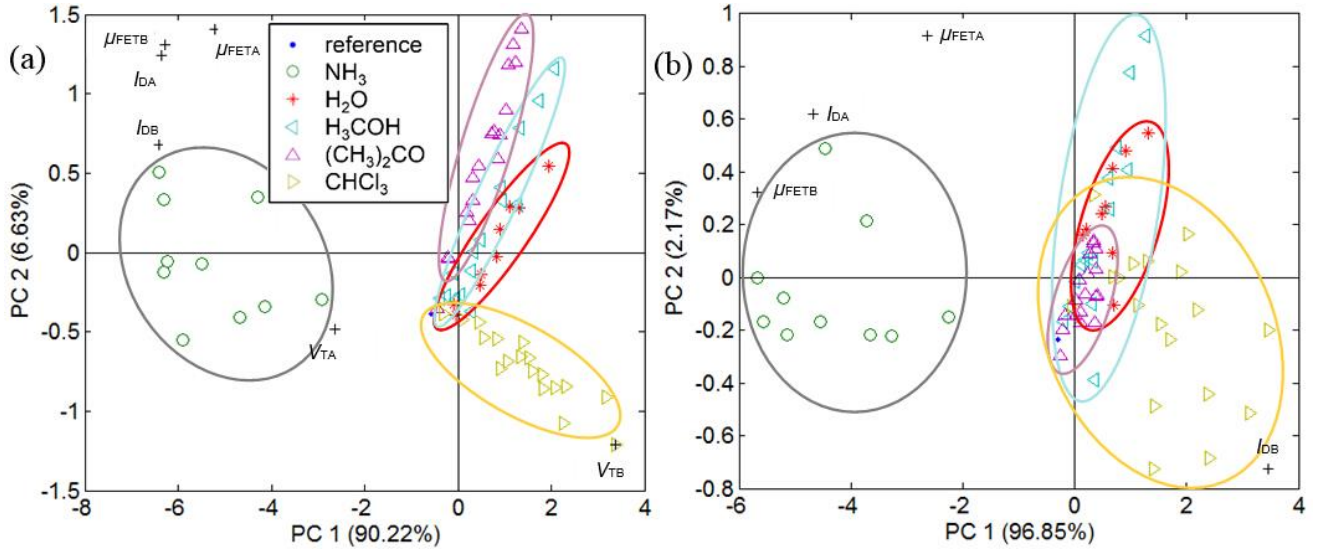 (a)
PC 2 (6.63%)
1.5
1
0.5
0
-0.5
-1
-1.5
-8
-6
-4
-2
0
2
4
PC 1 (90.22%)
μFETB
μFETA
IDA
IDB
VTA
VTB
reference
NH₃
H₂O
H₃COH
(CH₃)₂CO
CHCl₃
(b)
PC 2 (2.17%)
1
0.8
0.6
0.4
0.2
0
-0.2
-0.4
-0.6
-0.8
-6
-4
-2
0
2
4
PC 1 (96.85%)
μFETA
IDA
μFETB
IDB